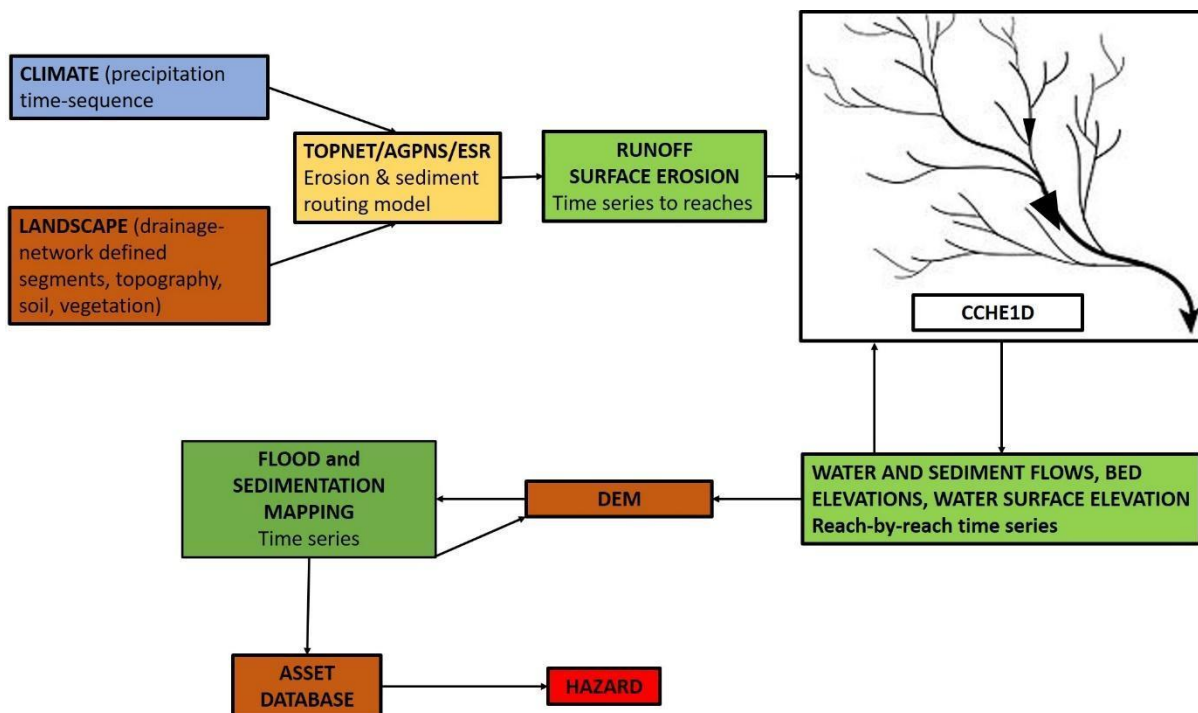 CLIMATE (precipitation
time-sequence
LANDSCAPE (drainage-
network defined
segments, topography,
soil, vegetation)
TOPNET/AGPNS/ESR
Erosion & sediment
routing model
RUNOFF
SURFACE EROSION
Time series to reaches
CCHE1D
WATER AND SEDIMENT FLOWS, BED
ELEVATIONS, WATER SURFACE ELEVATION
Reach-by-reach time series
DEM
FLOOD and
SEDIMENTATION
MAPPING
Time series
ASSET
DATABASE
HAZARD